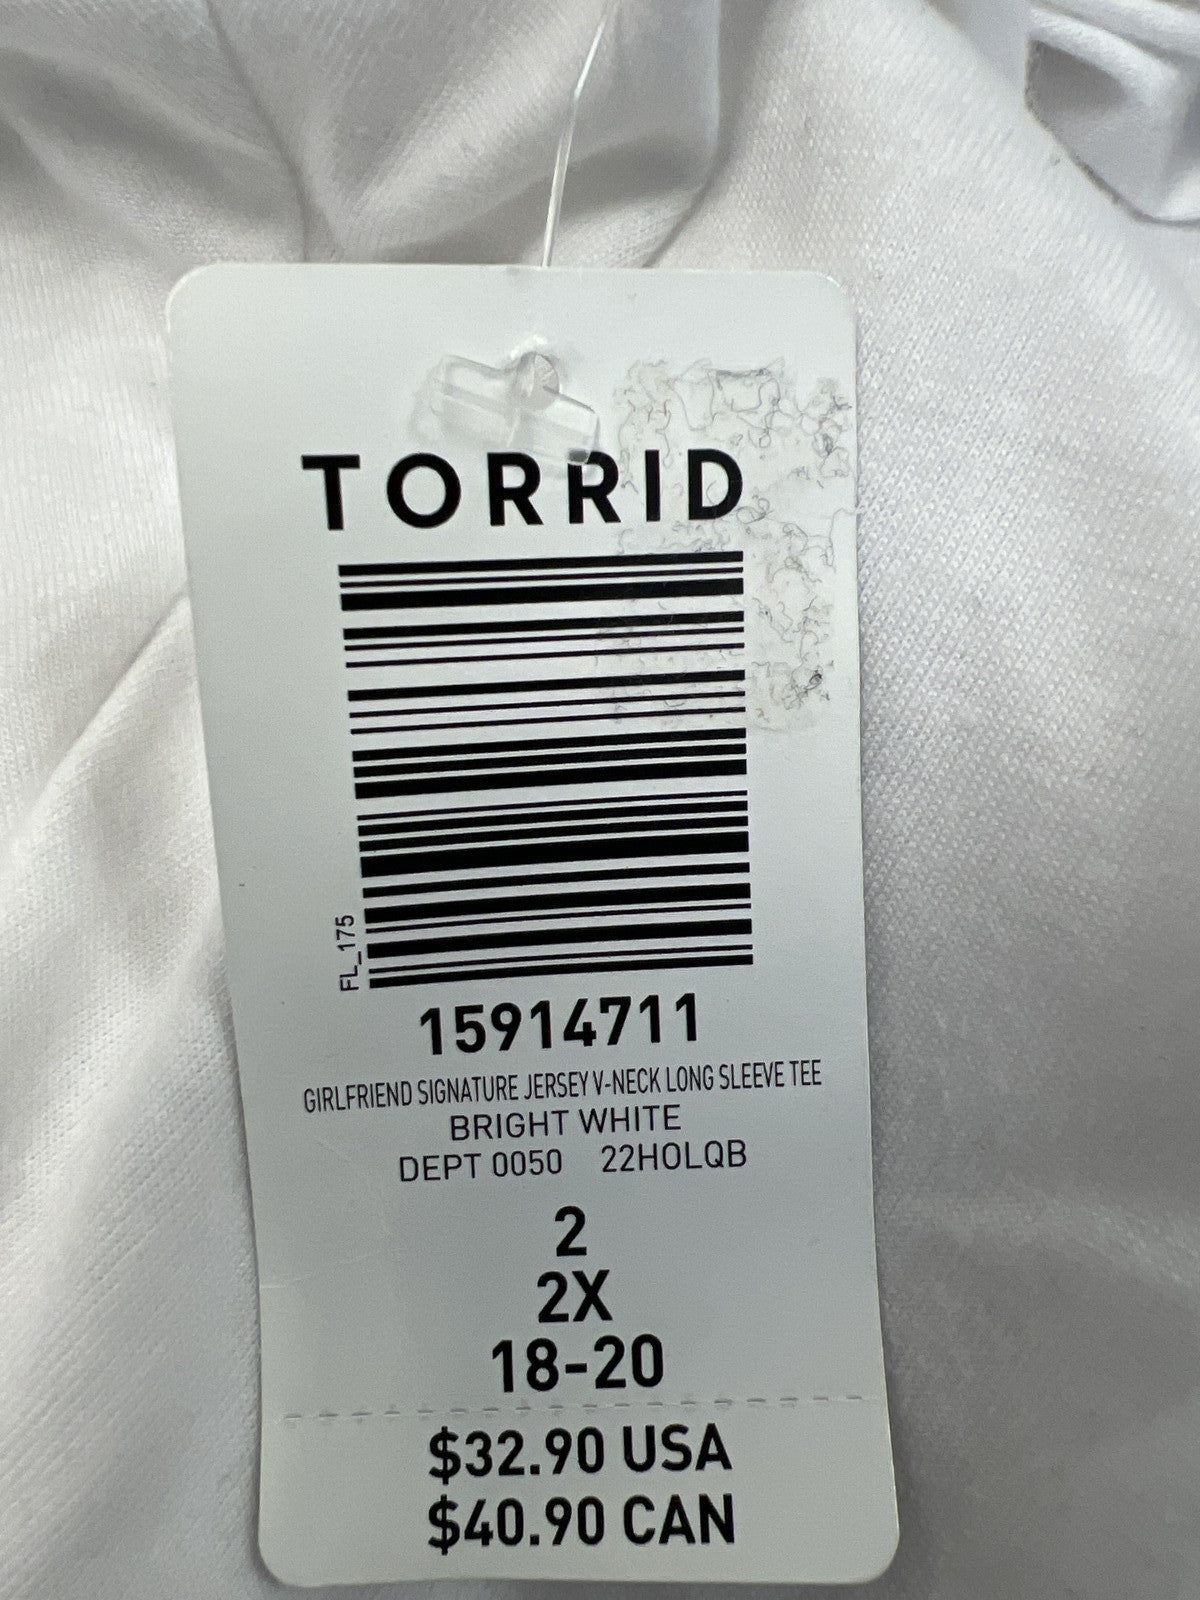 TORRID
FL_175
15914711
GIRLFRIEND SIGNATURE JERSEY V-NECK LONG SLEEVE TEE
BRIGHT WHITE
DEPT 0050 22HOLQB
2
2X
18-20
$32.90 USA
$40.90 CAN